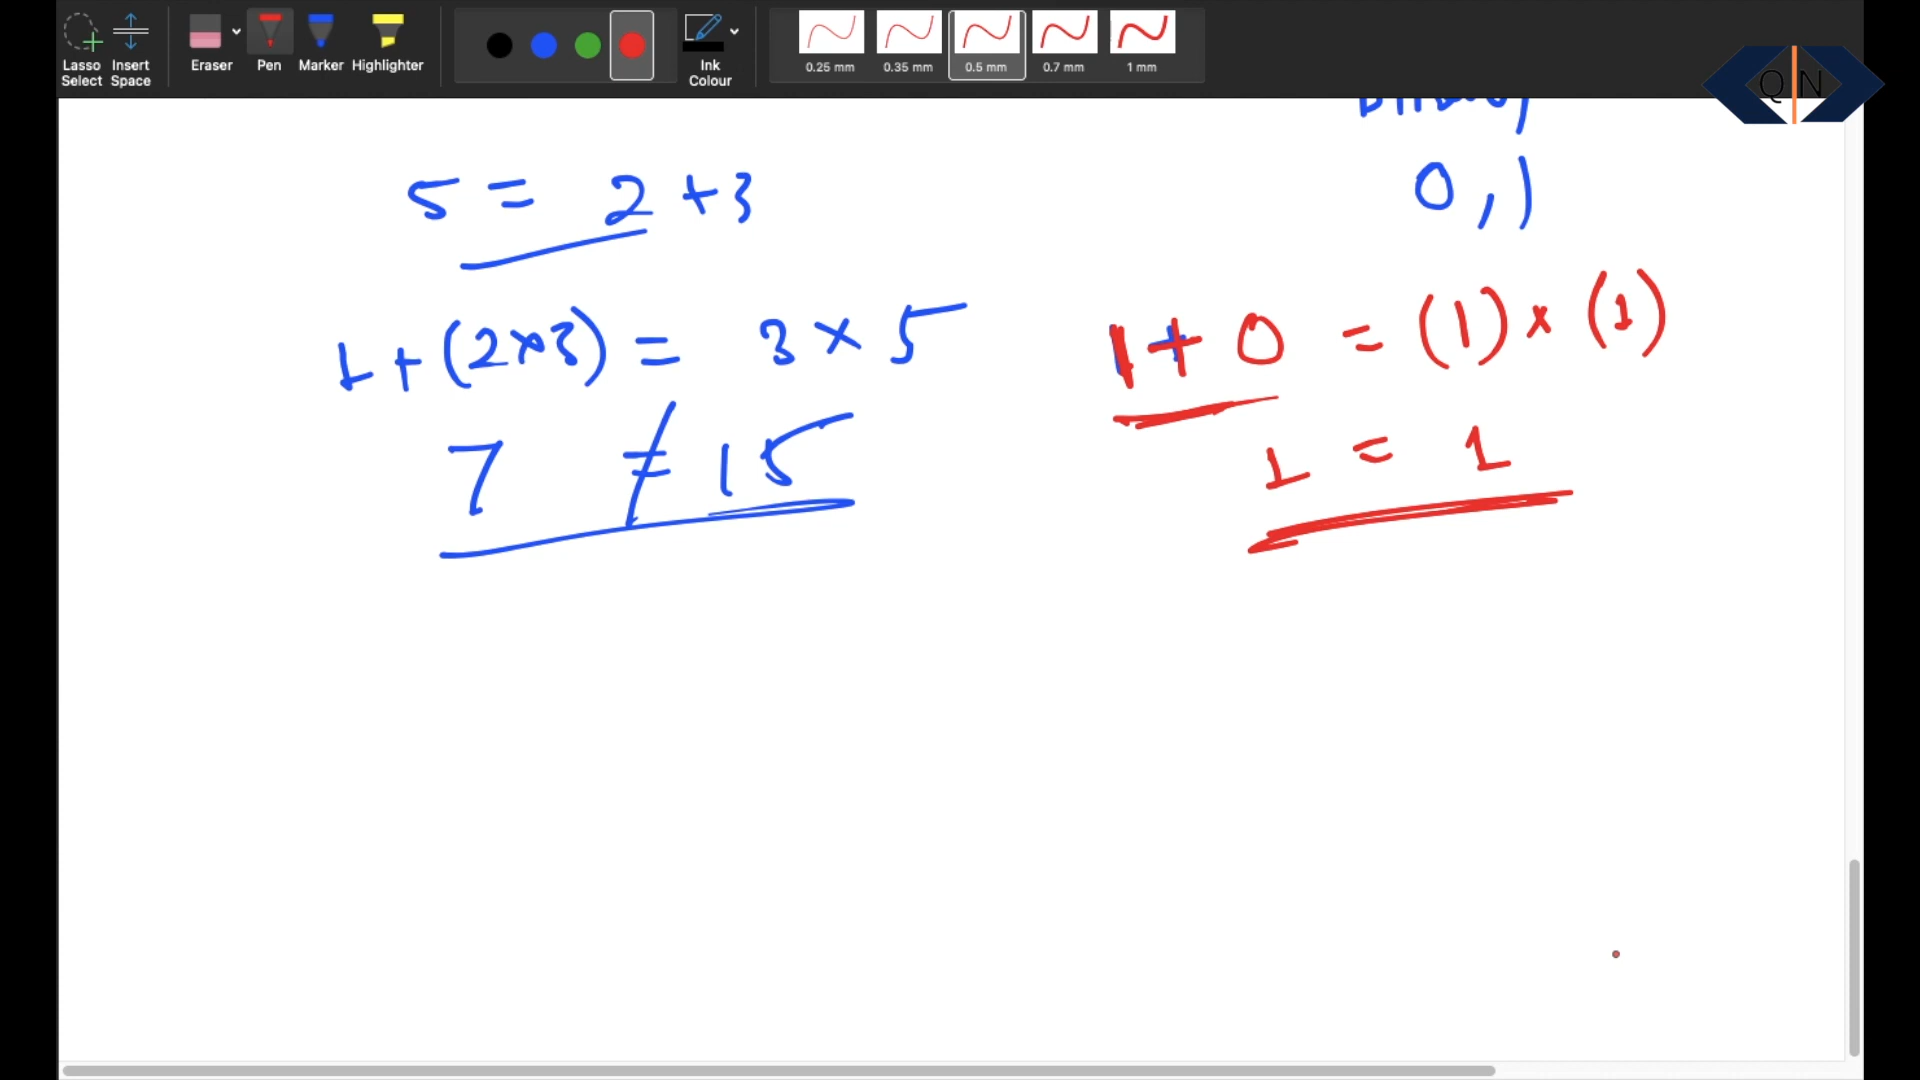 Lasso Select
Insert Space
Eraser
Pen
Marker
Highlighter
Ink Colour
0.25 mm
0.35 mm
0.5 mm
0.7 mm
1 mm
Q N
0, 1
5 = 2 + 3
1 + (2×3) = 3 × 5
7 ≠ 15
1 + 0 = (1) × (1)
1 = 1